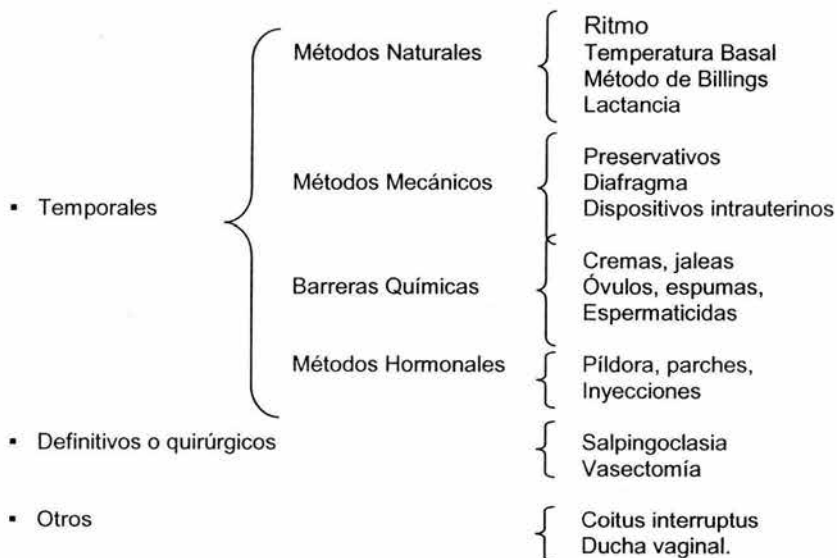 Métodos Naturales
Ritmo
Temperatura Basal
Método de Billings
Lactancia
▪ Temporales
Métodos Mecánicos
Preservativos
Diafragma
Dispositivos intrauterinos
Barreras Químicas
Cremas, jaleas
Óvulos, espumas,
Espermaticidas
Métodos Hormonales
Píldora, parches,
Inyecciones
▪ Definitivos o quirúrgicos
Salpingoclasia
Vasectomía
▪ Otros
Coitus interruptus
Ducha vaginal.